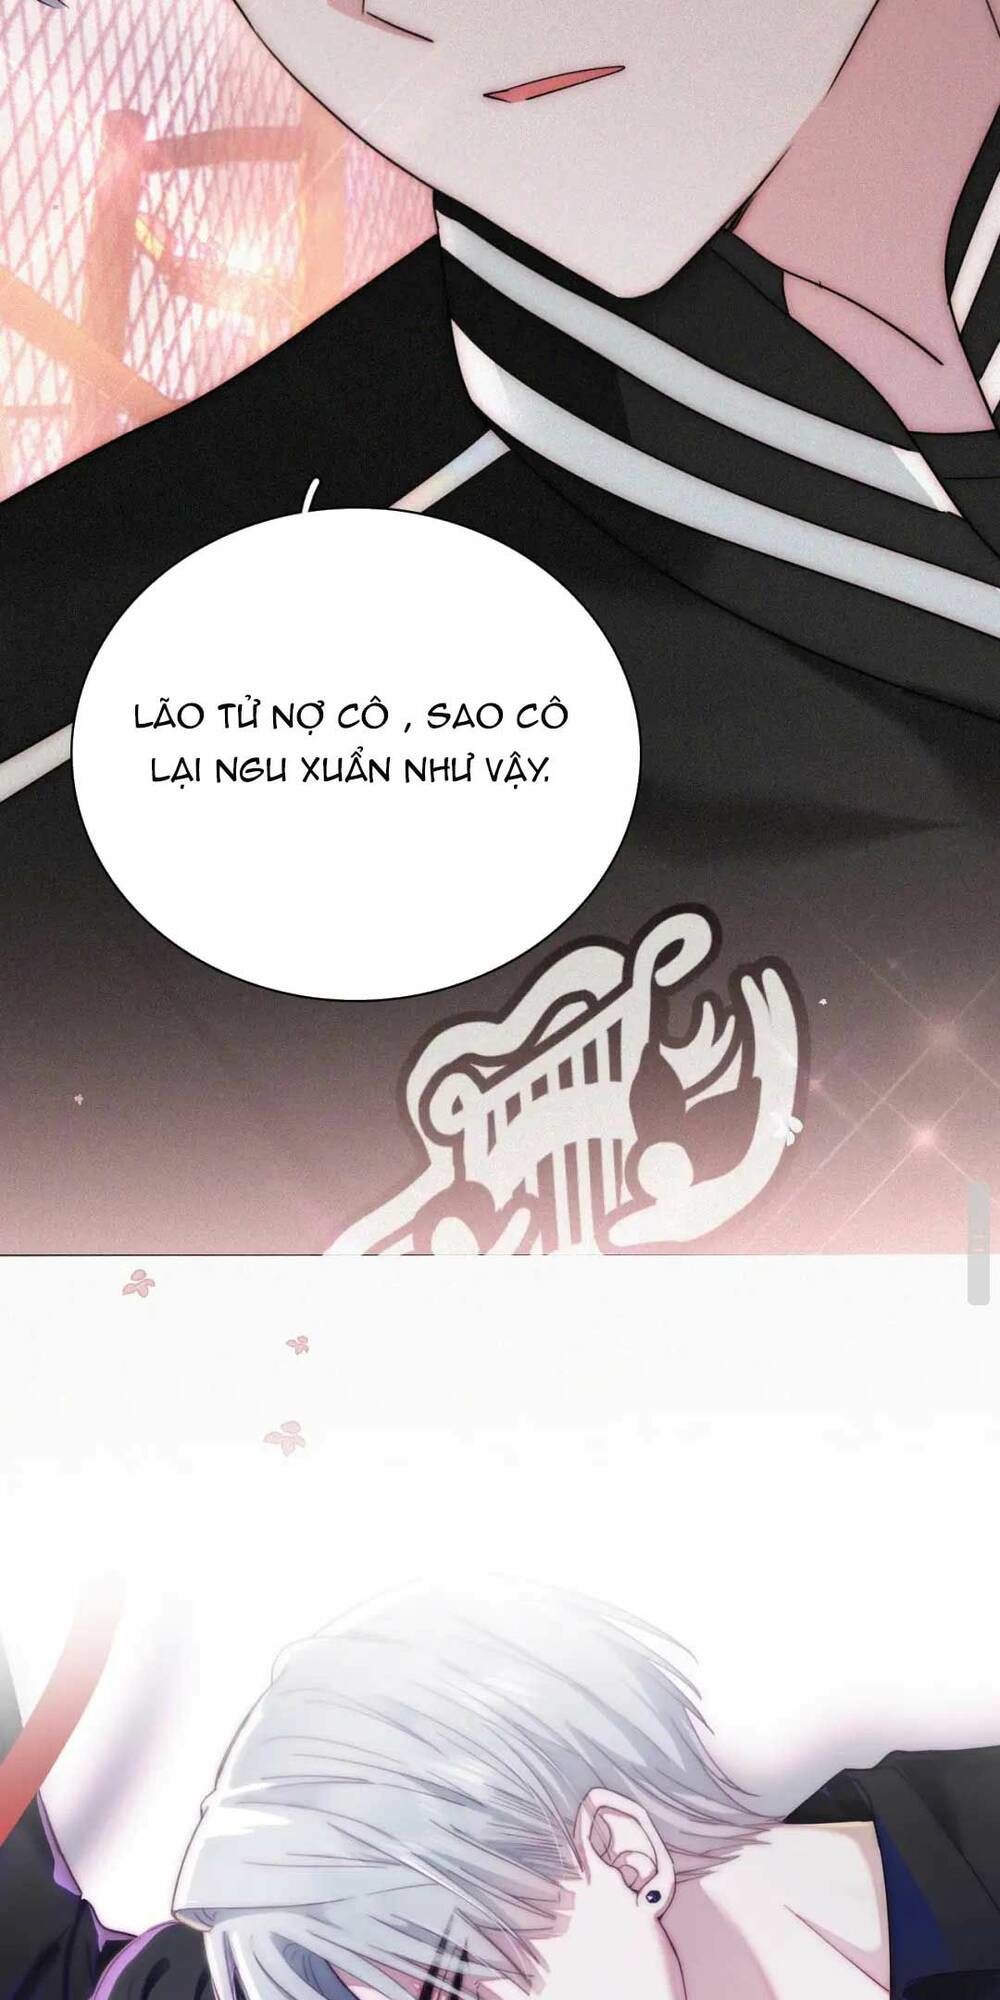 LÃO TỬ NỢ CÔ , SAO CÔ
LẠI NGU XUẨN NHƯ VẬY.